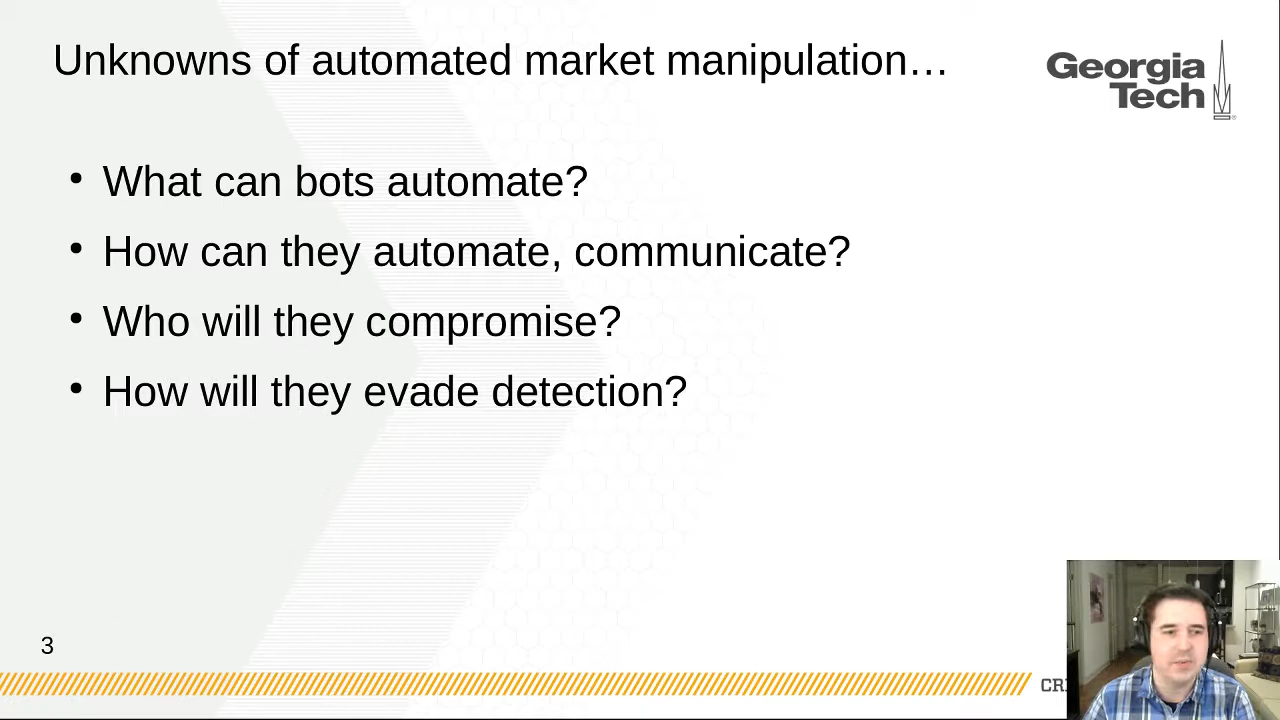 Unknowns of automated market manipulation…
Georgia
Tech
• What can bots automate?
• How can they automate, communicate?
• Who will they compromise?
• How will they evade detection?
3